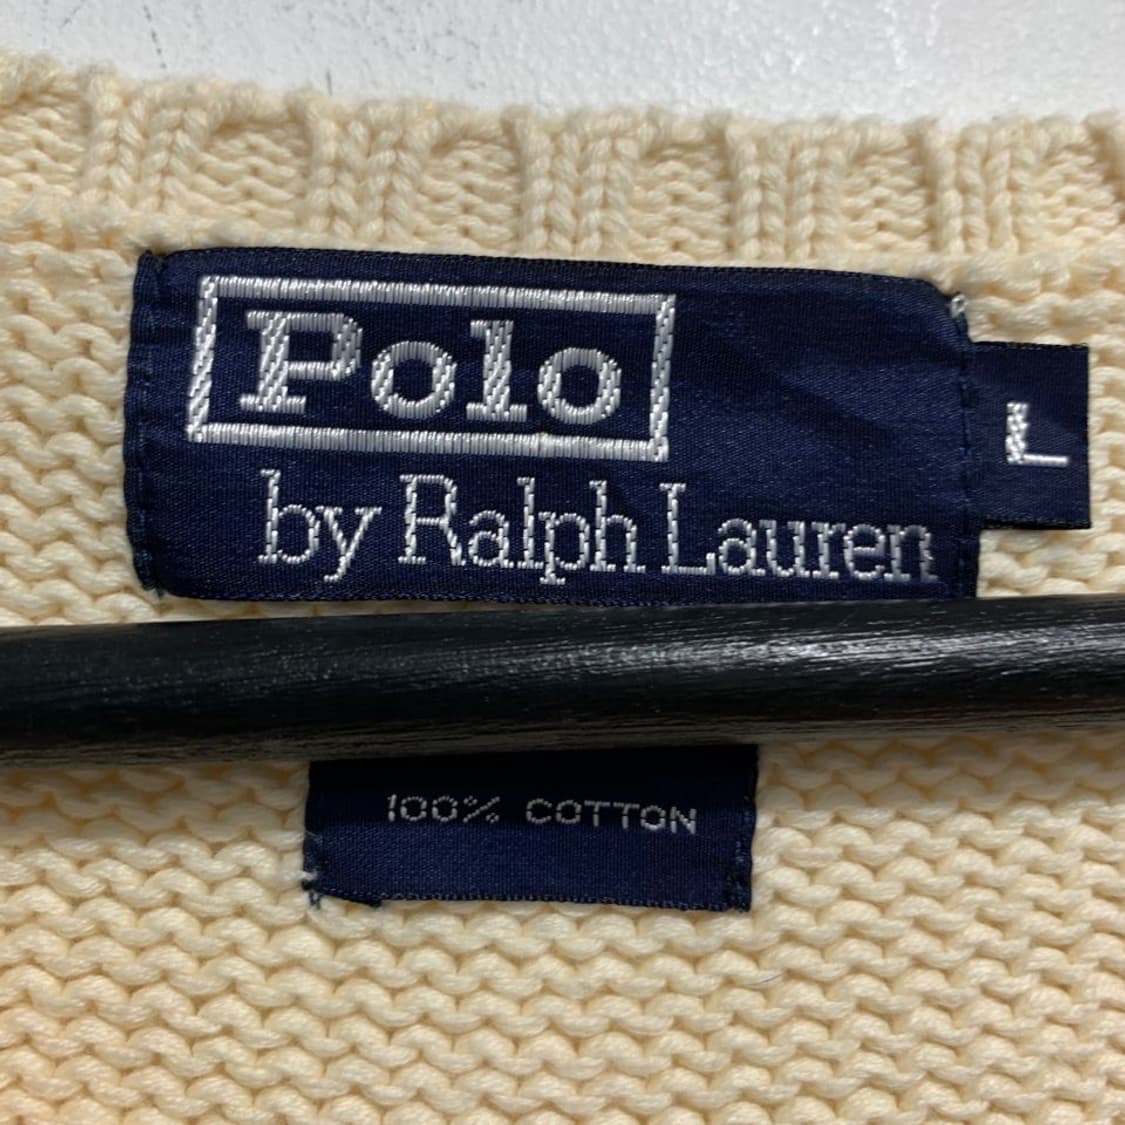 Polo
by Ralph Lauren
L
100% COTTON